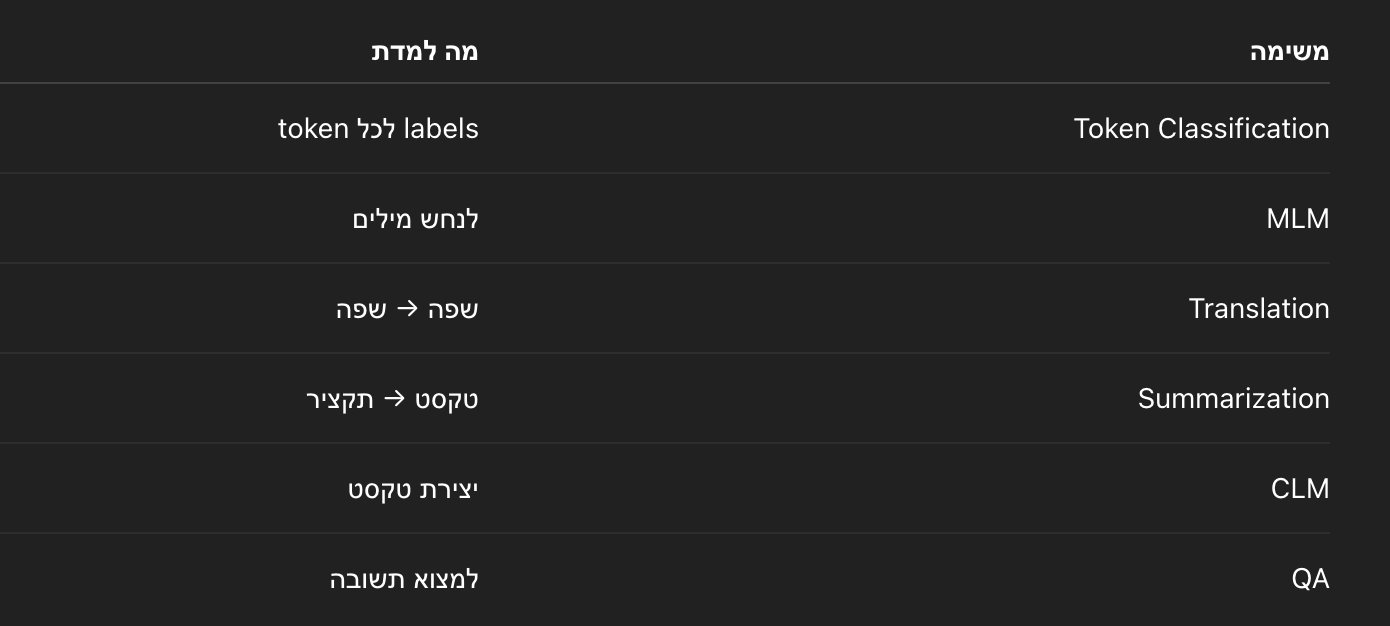 משימה	מה למדת
Token Classification	labels לכל token
MLM	לנחש מילים
Translation	שפה → שפה
Summarization	טקסט → תקציר
CLM	יצירת טקסט
QA	למצוא תשובה